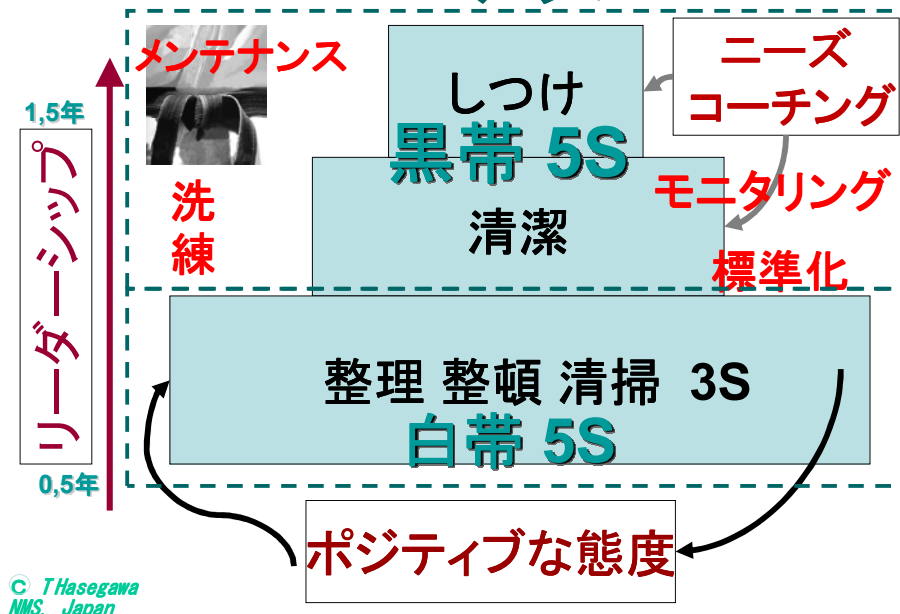 メンテナンス
しつけ
ニーズ
コーチング
1,5年
黒帯 5S
リーダーシップ
洗
練
清潔
モニタリング
標準化
整理 整頓 清掃 3S
白帯 5S
0,5年
ポジティブな態度
© THasegawa
NMS, Japan